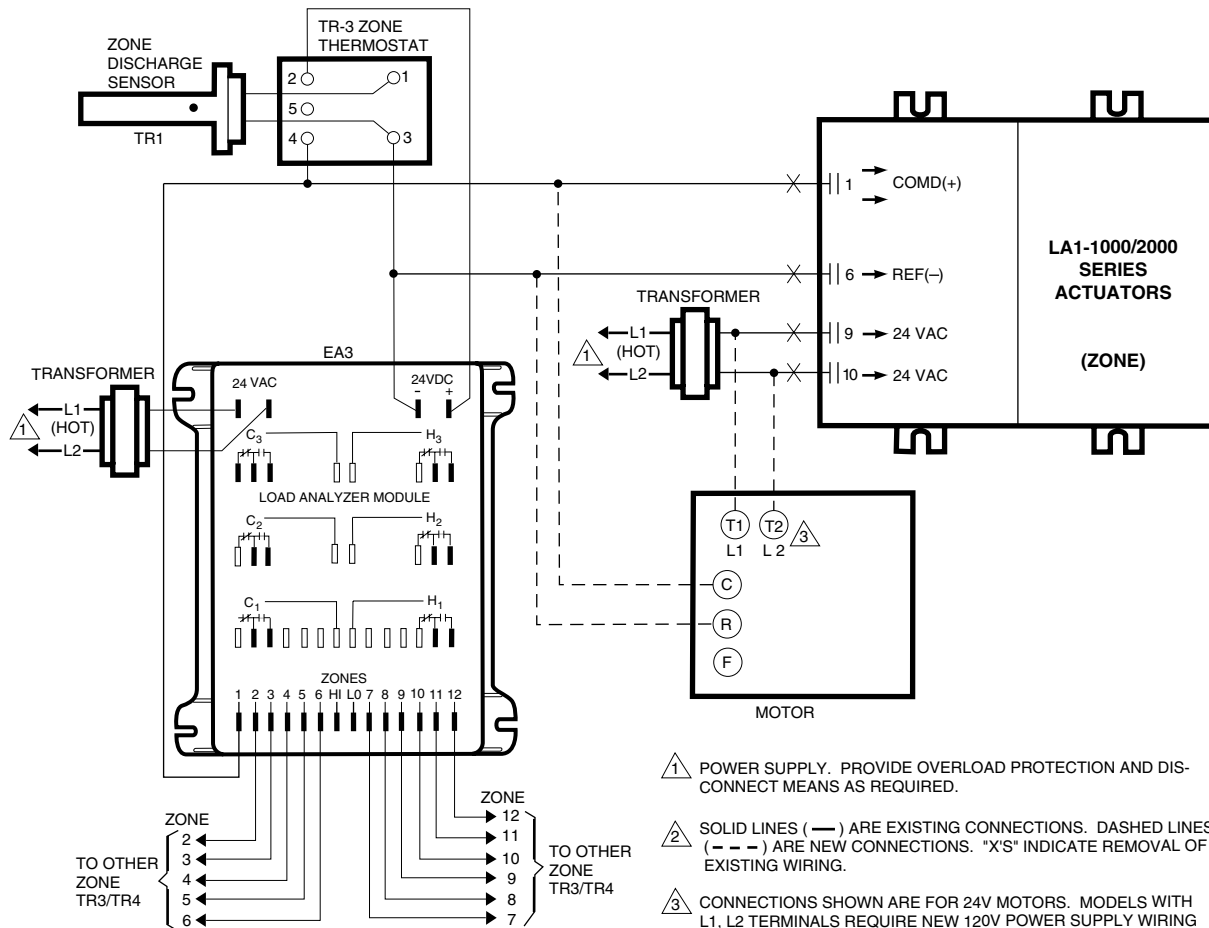 TR-3 ZONE
THERMOSTAT
ZONE
DISCHARGE
SENSOR
TR1
2
1
5
4
3
1
COMD(+)
6
REF(–)
9
24 VAC
10
24 VAC
LA1-1000/2000
SERIES
ACTUATORS
(ZONE)
TRANSFORMER
L1
(HOT)
L2
1
EA3
TRANSFORMER
L1
(HOT)
L2
1
24 VAC
24VDC
- +
C3
H3
LOAD ANALYZER MODULE
C2
H2
C1
H1
ZONES
1 2 3 4 5 6 HI L0 7 8 9 10 11 12
T1
T2
L1
L 2
3
C
R
F
MOTOR
ZONE
2
3
4
5
6
TO OTHER
ZONE
TR3/TR4
ZONE
12
11
10
9
8
7
TO OTHER
ZONE
TR3/TR4
1 POWER SUPPLY. PROVIDE OVERLOAD PROTECTION AND DIS-
CONNECT MEANS AS REQUIRED.
2 SOLID LINES ( — ) ARE EXISTING CONNECTIONS. DASHED LINES
( – – – ) ARE NEW CONNECTIONS. "X'S" INDICATE REMOVAL OF
EXISTING WIRING.
3 CONNECTIONS SHOWN ARE FOR 24V MOTORS. MODELS WITH
L1, L2 TERMINALS REQUIRE NEW 120V POWER SUPPLY WIRING